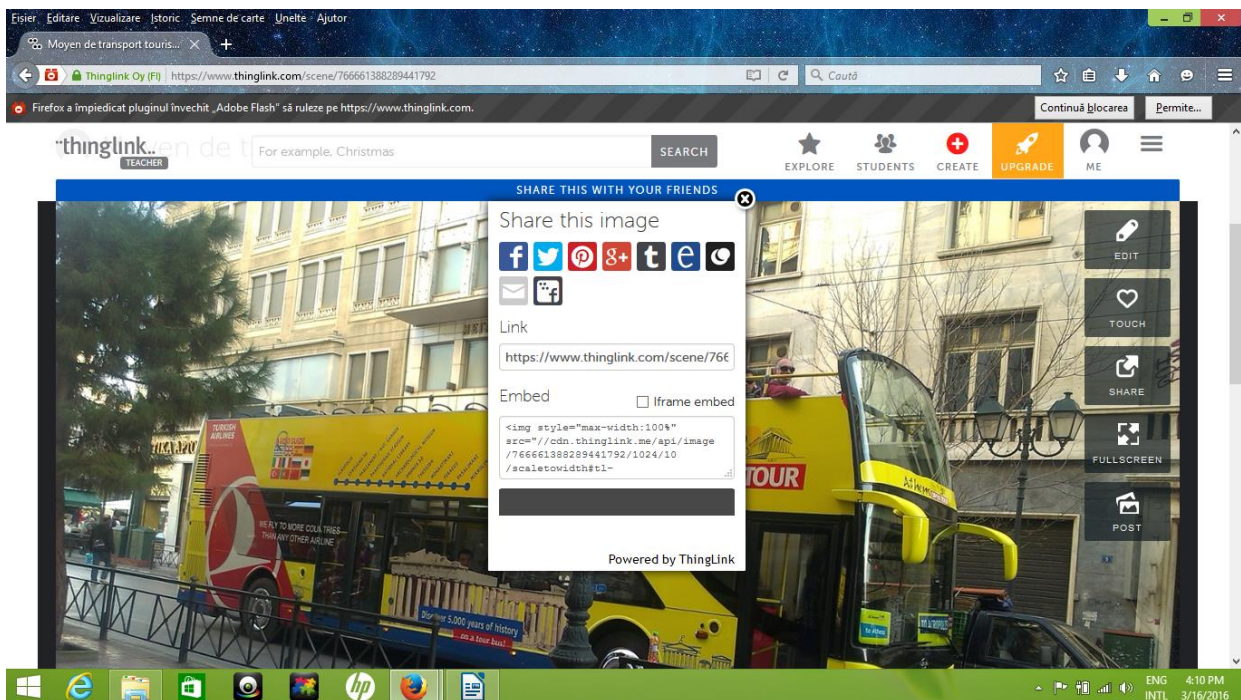 Fișier Editare Vizualizare Istoric Semne de carte Unelte Ajutor
Moyen de transport touris...
Thinglink Oy (FI) https://www.thinglink.com/scene/766661388289441792
Caută
Firefox a împiedicat pluginul învechit „Adobe Flash” să ruleze pe https://www.thinglink.com.
Continuă blocarea Permite...
thinglink..
TEACHER
For example, Christmas
SEARCH
EXPLORE STUDENTS CREATE UPGRADE ME
SHARE THIS WITH YOUR FRIENDS
Share this image
Link
https://www.thinglink.com/scene/766
Embed
Iframe embed
<img style="max-width:100%"
src="//cdn.thinglink.me/api/image
/766661388289441792/1024/10
/scaletowidth#tl-
Powered by ThingLink
EDIT
TOUCH
SHARE
FULLSCREEN
POST
TURKISH
AIRLINES
AUDIO GUIDE
WE FLY TO MORE COUNTRIES
THAN ANY OTHER AIRLINE
Discover 5.000 years of history
on a tour bus!
TOUR
Athens
ENG 4:10 PM
INTL 3/16/2016